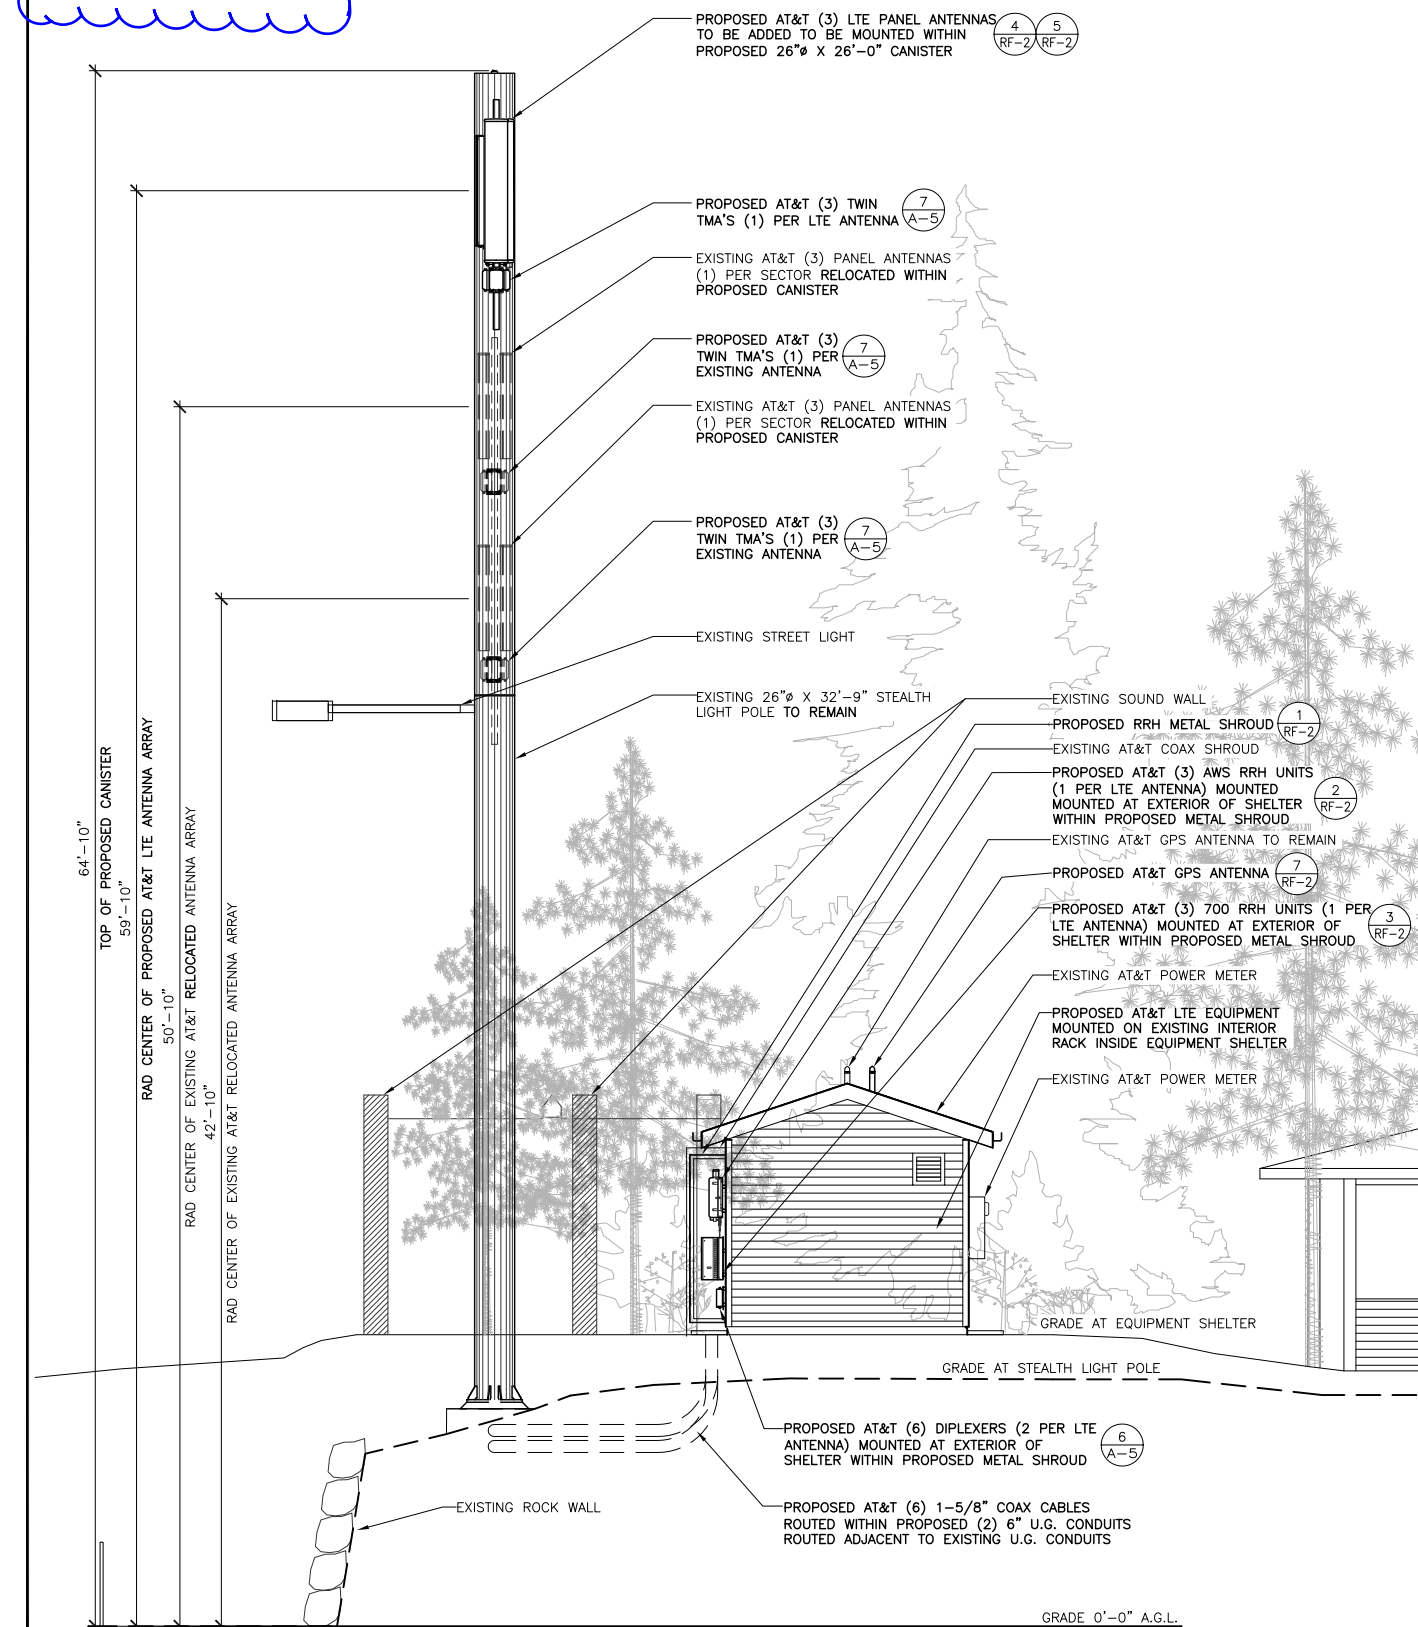 PROPOSED AT&T (3) LTE PANEL ANTENNAS
TO BE ADDED TO BE MOUNTED WITHIN
PROPOSED 26"ø X 26'-0" CANISTER
4
RF-2
5
RF-2
PROPOSED AT&T (3) TWIN
TMA'S (1) PER LTE ANTENNA
7
A-5
EXISTING AT&T (3) PANEL ANTENNAS
(1) PER SECTOR RELOCATED WITHIN
PROPOSED CANISTER
PROPOSED AT&T (3)
TWIN TMA'S (1) PER
EXISTING ANTENNA
7
A-5
EXISTING AT&T (3) PANEL ANTENNAS
(1) PER SECTOR RELOCATED WITHIN
PROPOSED CANISTER
PROPOSED AT&T (3)
TWIN TMA'S (1) PER
EXISTING ANTENNA
7
A-5
EXISTING STREET LIGHT
EXISTING 26"ø X 32'-9" STEALTH
LIGHT POLE TO REMAIN
EXISTING SOUND WALL
PROPOSED RRH METAL SHROUD
1
RF-2
EXISTING AT&T COAX SHROUD
PROPOSED AT&T (3) AWS RRH UNITS
(1 PER LTE ANTENNA) MOUNTED
MOUNTED AT EXTERIOR OF SHELTER
WITHIN PROPOSED METAL SHROUD
2
RF-2
EXISTING AT&T GPS ANTENNA TO REMAIN
PROPOSED AT&T GPS ANTENNA
7
RF-2
PROPOSED AT&T (3) 700 RRH UNITS (1 PER
LTE ANTENNA) MOUNTED AT EXTERIOR OF
SHELTER WITHIN PROPOSED METAL SHROUD
3
RF-2
EXISTING AT&T POWER METER
PROPOSED AT&T LTE EQUIPMENT
MOUNTED ON EXISTING INTERIOR
RACK INSIDE EQUIPMENT SHELTER
EXISTING AT&T POWER METER
64'-10"
TOP OF PROPOSED CANISTER
59'-10"
RAD CENTER OF PROPOSED AT&T LTE ANTENNA ARRAY
50'-10"
RAD CENTER OF EXISTING AT&T RELOCATED ANTENNA ARRAY
42'-10"
RAD CENTER OF EXISTING AT&T RELOCATED ANTENNA ARRAY
GRADE AT EQUIPMENT SHELTER
GRADE AT STEALTH LIGHT POLE
PROPOSED AT&T (6) DIPLEXERS (2 PER LTE
ANTENNA) MOUNTED AT EXTERIOR OF
SHELTER WITHIN PROPOSED METAL SHROUD
6
A-5
EXISTING ROCK WALL
PROPOSED AT&T (6) 1-5/8" COAX CABLES
ROUTED WITHIN PROPOSED (2) 6" U.G. CONDUITS
ROUTED ADJACENT TO EXISTING U.G. CONDUITS
GRADE 0'-0" A.G.L.